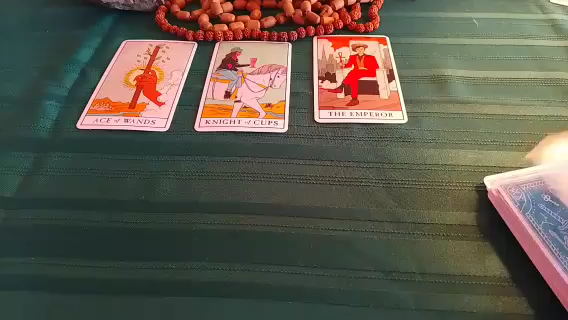 ACE of WANDS
KNIGHT of CUPS
THE EMPEROR